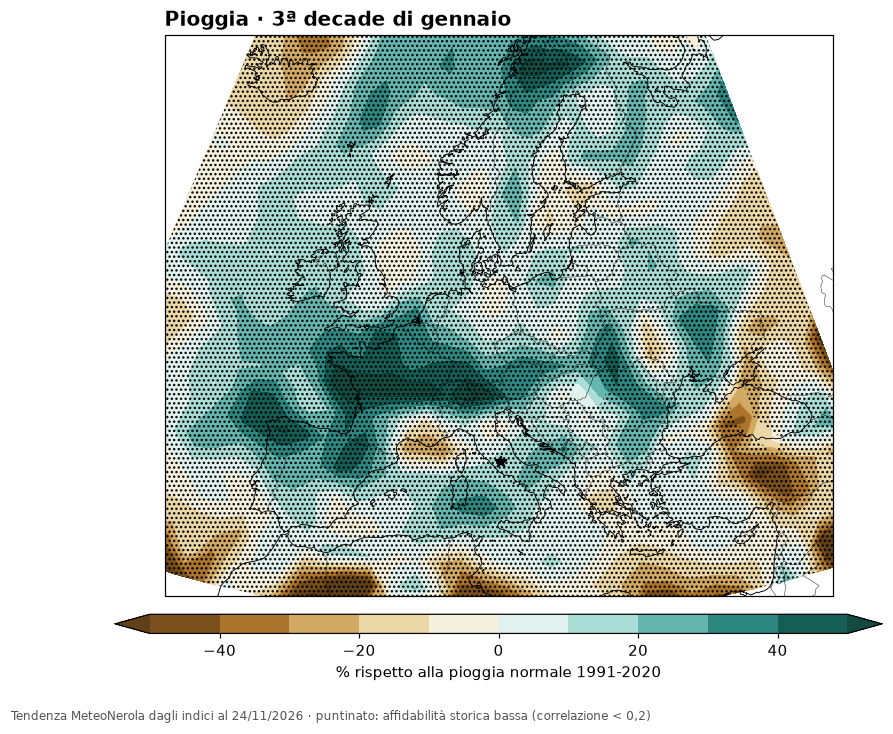 Pioggia · 3ª decade di gennaio
−40 −20 0 20 40
% rispetto alla pioggia normale 1991-2020
Tendenza MeteoNerola dagli indici al 24/11/2026 · puntinato: affidabilità storica bassa (correlazione < 0,2)